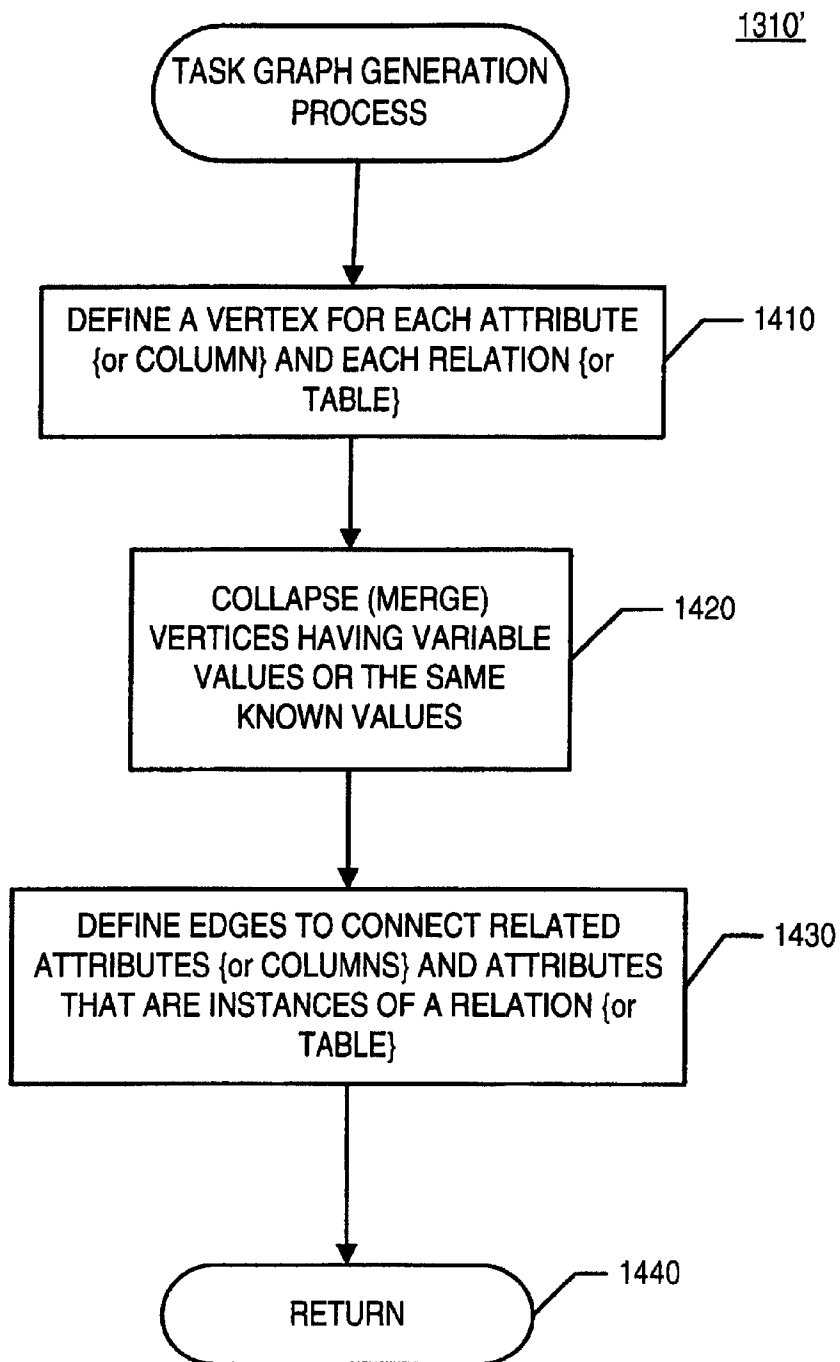 1310'
TASK GRAPH GENERATION
PROCESS
DEFINE A VERTEX FOR EACH ATTRIBUTE
{or COLUMN} AND EACH RELATION {or
TABLE}
1410
COLLAPSE (MERGE)
VERTICES HAVING VARIABLE
VALUES OR THE SAME
KNOWN VALUES
1420
DEFINE EDGES TO CONNECT RELATED
ATTRIBUTES {or COLUMNS} AND ATTRIBUTES
THAT ARE INSTANCES OF A RELATION {or
TABLE}
1430
RETURN
1440